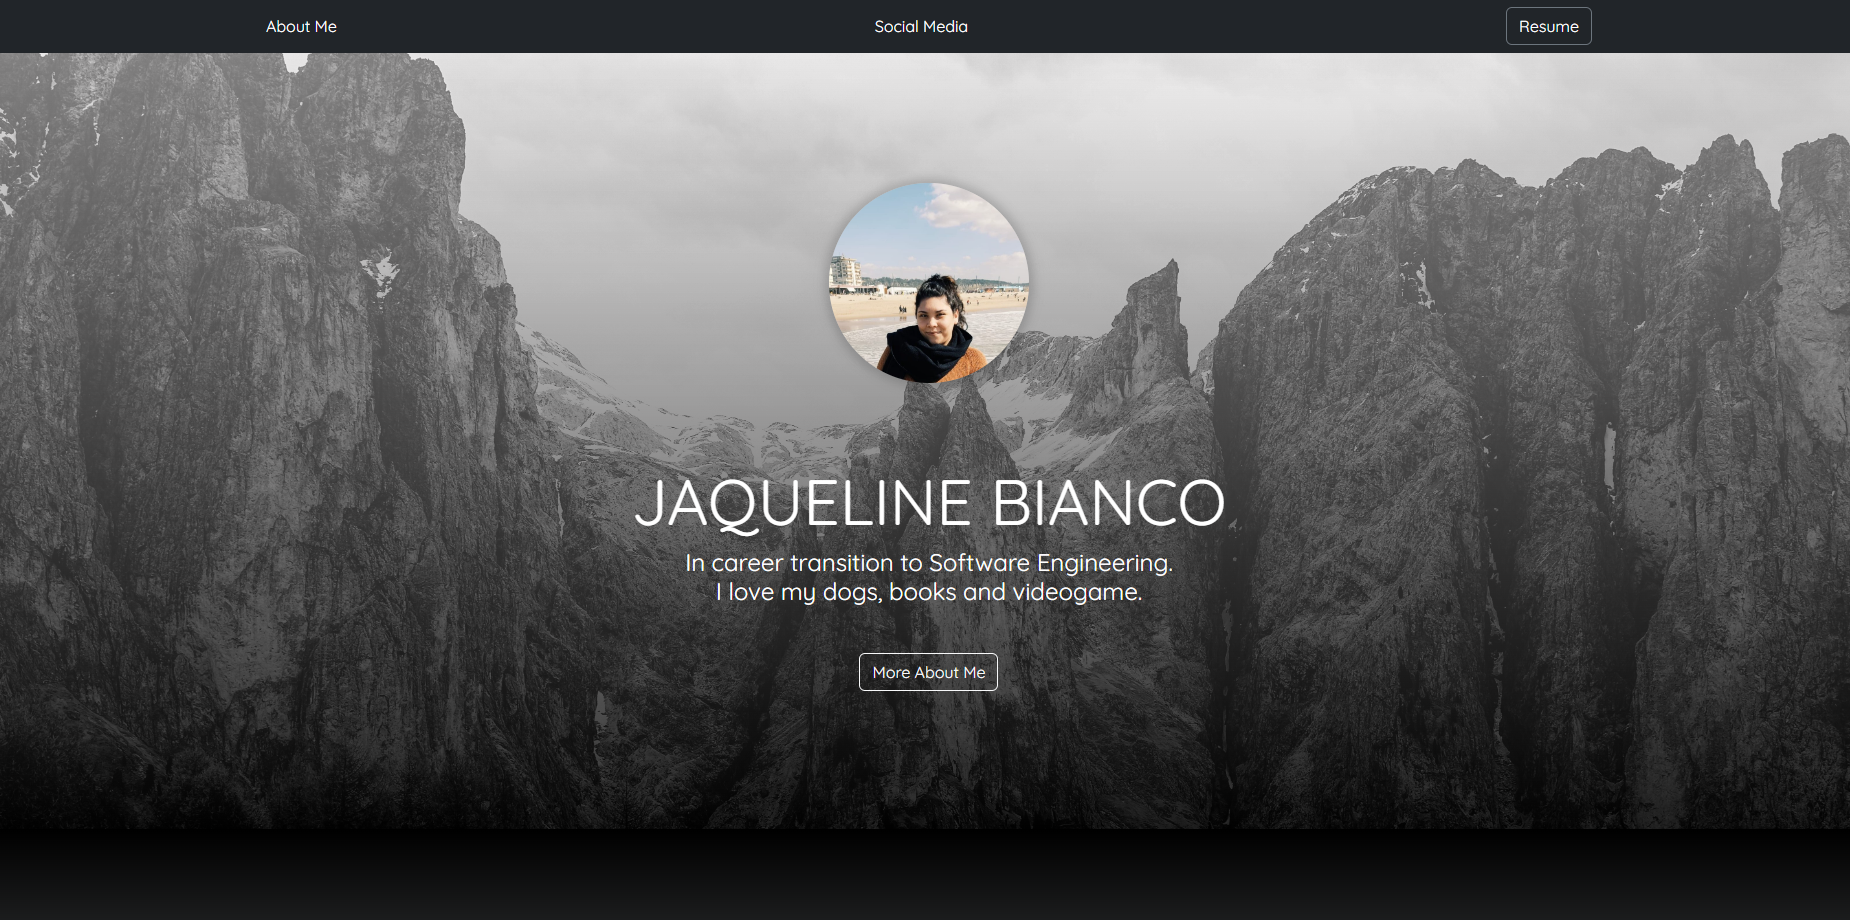 About Me
Social Media
Resume
JAQUELINE BIANCO
In career transition to Software Engineering.
I love my dogs, books and videogame.
More About Me